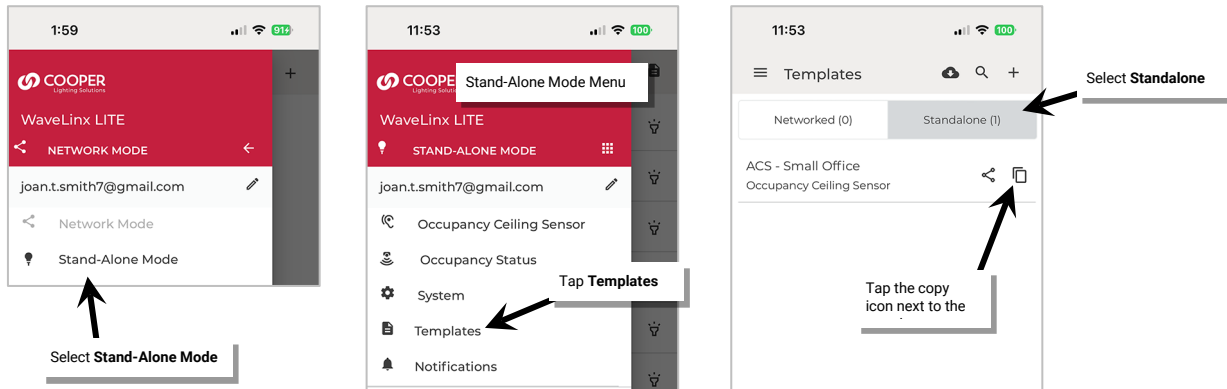 1:59
91
COOPER
Lighting Solutions
WaveLinx LITE
NETWORK MODE
joan.t.smith7@gmail.com
Network Mode
Stand-Alone Mode
Select Stand-Alone Mode
11:53
100
COOPE
Lighting Solutio
Stand-Alone Mode Menu
WaveLinx LITE
STAND-ALONE MODE
joan.t.smith7@gmail.com
Occupancy Ceiling Sensor
Occupancy Status
Tap Templates
System
Templates
Notifications
11:53
100
Templates
Select Standalone
Networked (0)
Standalone (1)
ACS - Small Office
Occupancy Ceiling Sensor
Tap the copy
icon next to the